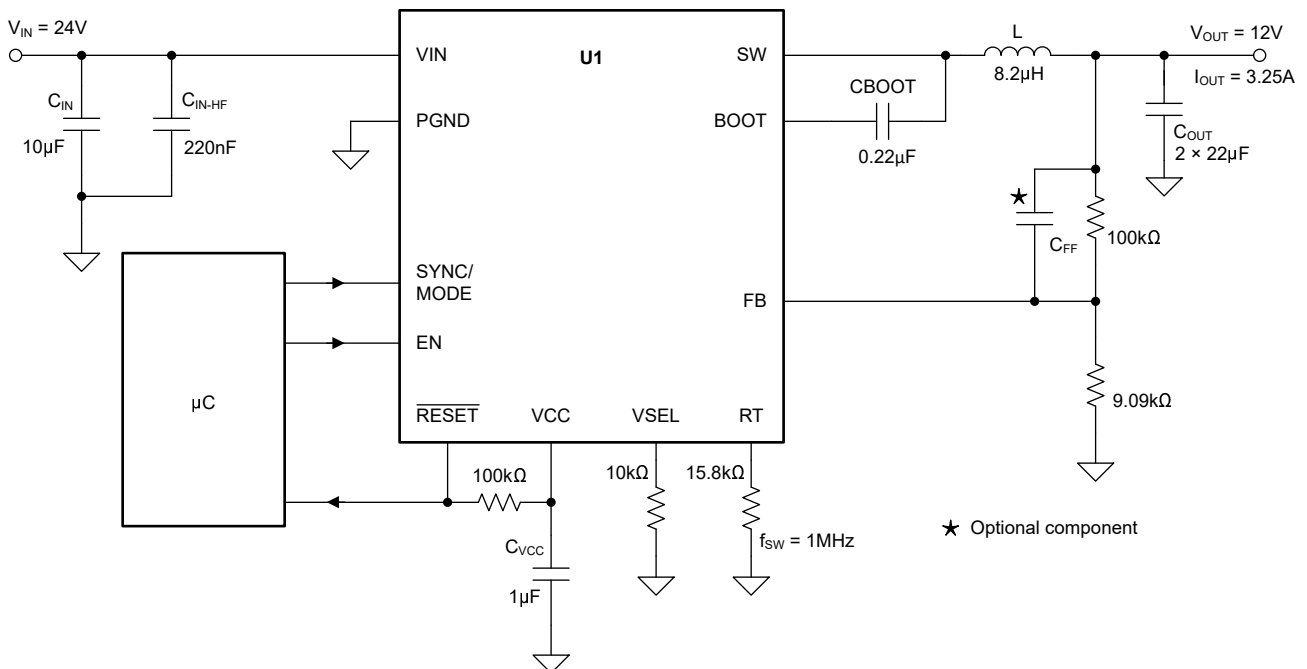 V_IN = 24V
C_IN
10µF
C_IN-HF
220nF
VIN
PGND
U1
SW
BOOT
CBOOT
0.22µF
L
8.2µH
V_OUT = 12V
I_OUT = 3.25A
C_OUT
2 × 22µF
★
C_FF
100kΩ
SYNC/
MODE
EN
FB
µC
RESET
VCC
VSEL
RT
9.09kΩ
100kΩ
10kΩ
15.8kΩ
f_SW = 1MHz
C_VCC
1µF
★ Optional component